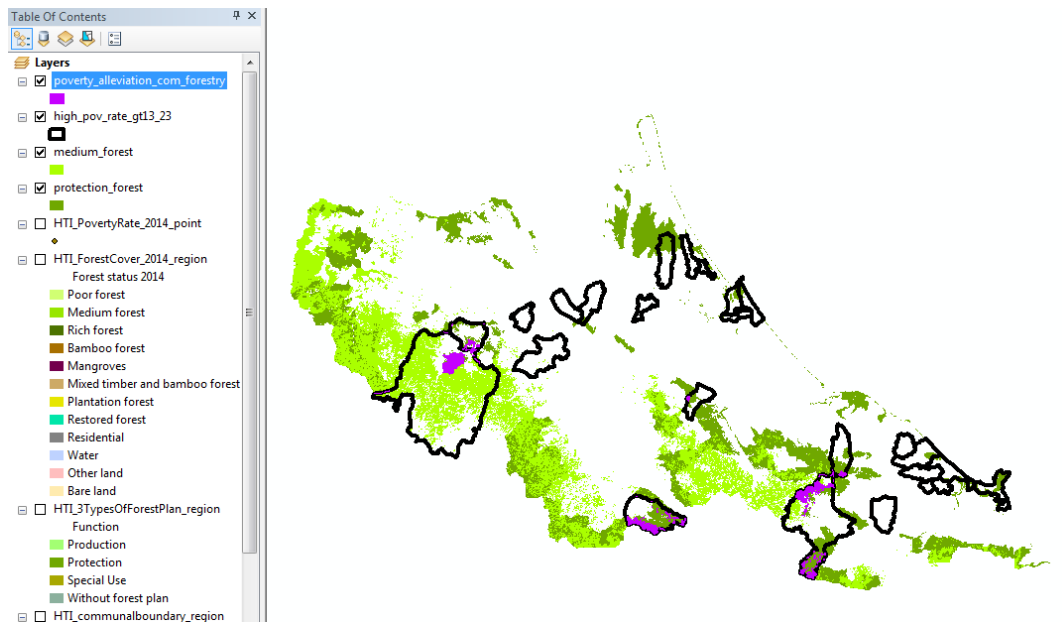 Table Of Contents
Layers
poverty_alleviation_com_forestry
high_pov_rate_gt13_23
medium_forest
protection_forest
HTI_PovertyRate_2014_point
HTI_ForestCover_2014_region
Forest status 2014
Poor forest
Medium forest
Rich forest
Bamboo forest
Mangroves
Mixed timber and bamboo forest
Plantation forest
Restored forest
Residential
Water
Other land
Bare land
HTI_3TypesOfForestPlan_region
Function
Production
Protection
Special Use
Without forest plan
HTI_communalboundary_region